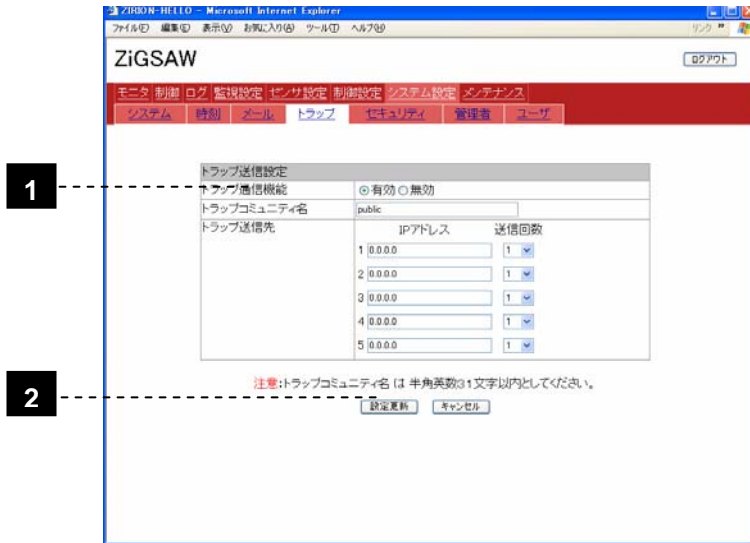 ZIRION-HELLO - Microsoft Internet Explorer
ファイル(F) 編集(E) 表示(V) お気に入り(A) ツール(T) ヘルプ(H) リンク »
ZiGSAW ログアウト
モニタ 制御 ログ 監視設定 センサ設定 制御設定 システム設定 メンテナンス
システム 時刻 メール トラップ セキュリティ 管理者 ユーザ
トラップ送信設定
1 トラップ通信機能 有効 無効
トラップコミュニティ名 public
トラップ送信先 IPアドレス 送信回数
1 0.0.0.0 1
2 0.0.0.0 1
3 0.0.0.0 1
4 0.0.0.0 1
5 0.0.0.0 1
注意:トラップコミュニティ名 は 半角英数31文字以内としてください。
2 設定更新 キャンセル